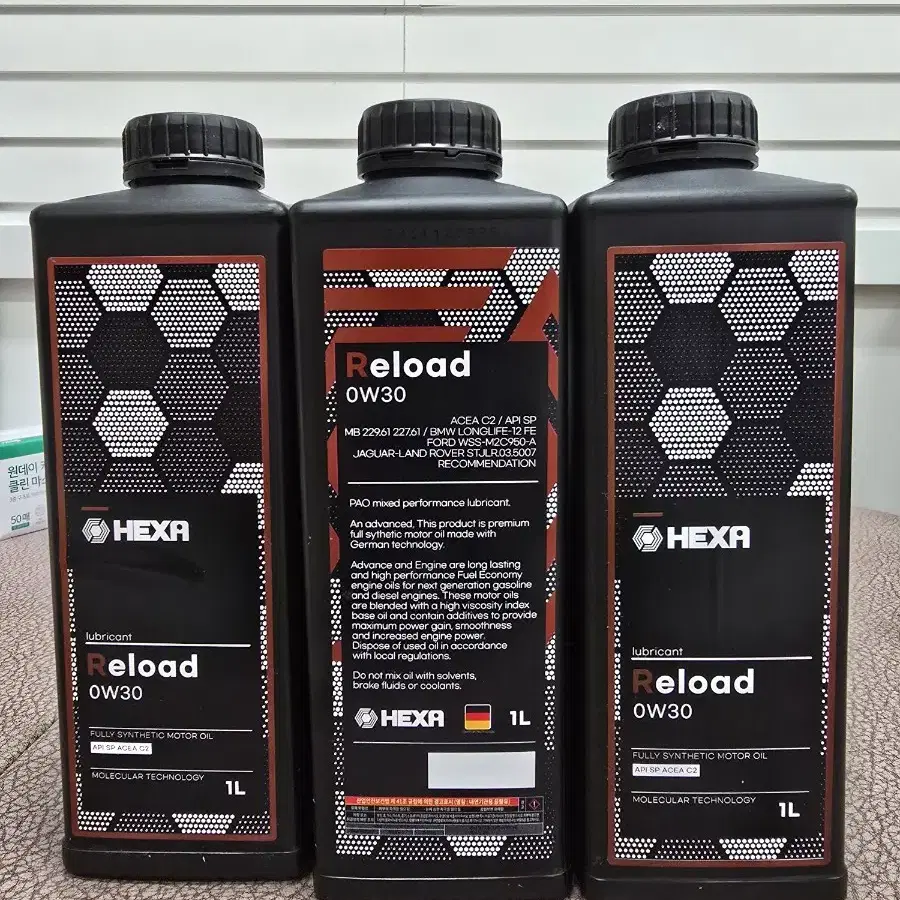 HEXA
lubricant
Reload
0W30
FULLY SYNTHETIC MOTOR OIL
API SP ACEA C2
MOLECULAR TECHNOLOGY
1L
Reload
0W30
ACEA C2 / API SP
MB 229.61 227.61 / BMW LONGLIFE-12 FE
FORD WSS-M2C950-A
JAGUAR-LAND ROVER STJLR.03.5007
RECOMMENDATION
PAO mixed performance lubricant.
An advanced, This product is premium
full sythetic motor oil made with
German technology.
Advance and Engine are long lasting
and high performance Fuel Economy
engine oils for next generation gasoline
and diesel engines. These motor oils
are blended with a high viscosity index
base oil and contain additives to provide
maximum power gain, smoothness
and increased engine power.
Dispose of used oil in accordance
with local regulations.
Do not mix oil with solvents,
brake fluids or coolants.
HEXA 1L
HEXA
lubricant
Reload
0W30
FULLY SYNTHETIC MOTOR OIL
API SP ACEA C2
MOLECULAR TECHNOLOGY
1L
원데이
클린
50매